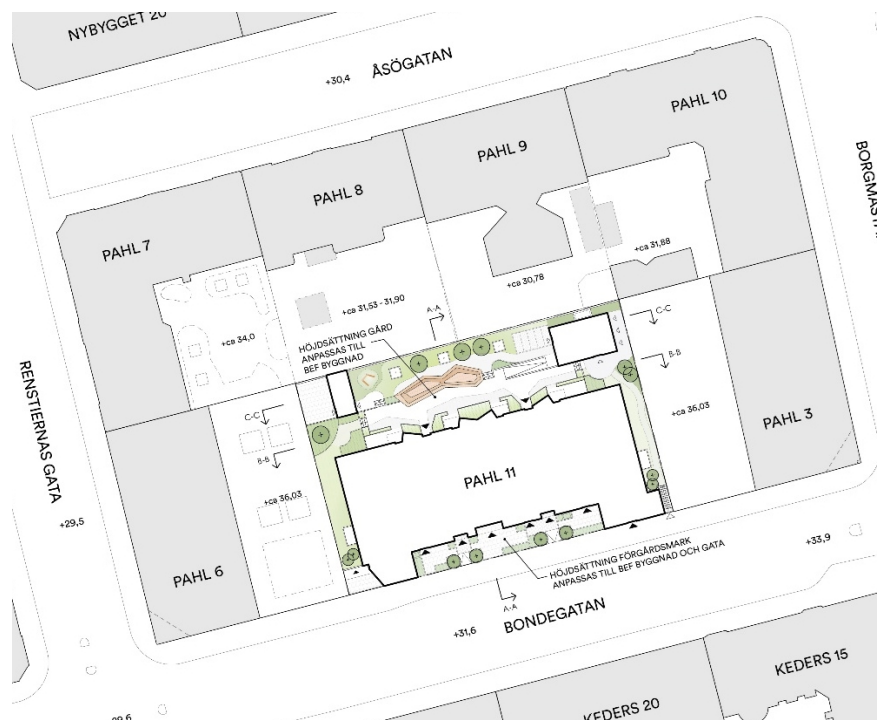 NYBYGGET 20
+30,4
ÅSÖGATAN
PAHL 10
PAHL 9
PAHL 8
PAHL 7
+ca 31,88
+ca 30,78
+ca 31,53 - 31,90
+ca 34,0
A-A
C-C
HÖJDSÄTTNING GÅRD
ANPASSAS TILL
BEF BYGGNAD
B-B
RENSTIERNAS GATA
C-C
+ca 36,03
PAHL 3
B-B
PAHL 11
+ca 36,03
+29,5
+33,9
HÖJDSÄTTNING FÖRGÅRDSMARK
ANPASSAS TILL BEF BYGGNAD OCH GATA
PAHL 6
A-A
+31,6
BONDEGATAN
KEDERS 15
KEDERS 20